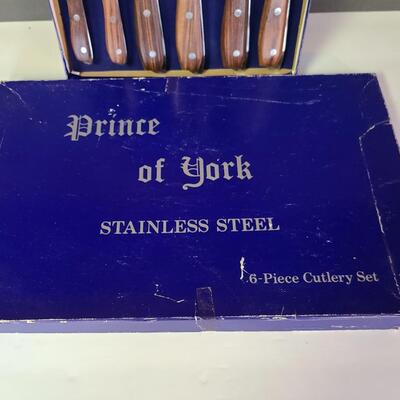 Prince
of York
STAINLESS STEEL
6-Piece Cutlery Set